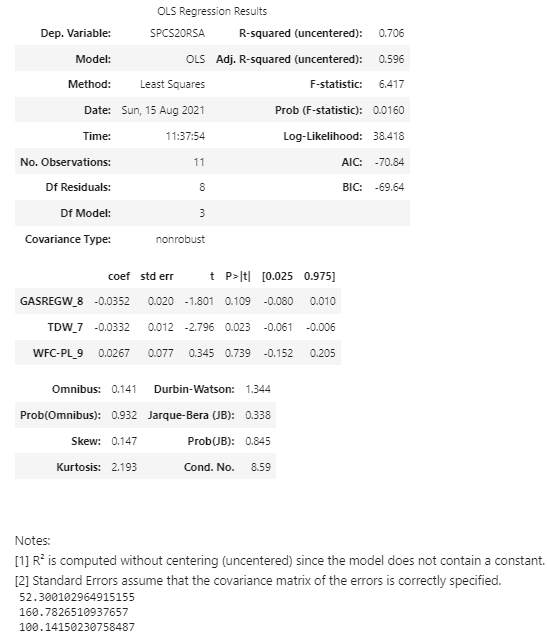 OLS Regression Results
Dep. Variable: SPCS20RSA R-squared (uncentered): 0.706
Model: OLS Adj. R-squared (uncentered): 0.596
Method: Least Squares F-statistic: 6.417
Date: Sun, 15 Aug 2021 Prob (F-statistic): 0.0160
Time: 11:37:54 Log-Likelihood: 38.418
No. Observations: 11 AIC: -70.84
Df Residuals: 8 BIC: -69.64
Df Model: 3
Covariance Type: nonrobust
coef std err t P>|t| [0.025 0.975]
GASREGW_8 -0.0352 0.020 -1.801 0.109 -0.080 0.010
TDW_7 -0.0332 0.012 -2.796 0.023 -0.061 -0.006
WFC-PL_9 0.0267 0.077 0.345 0.739 -0.152 0.205
Omnibus: 0.141 Durbin-Watson: 1.344
Prob(Omnibus): 0.932 Jarque-Bera (JB): 0.338
Skew: 0.147 Prob(JB): 0.845
Kurtosis: 2.193 Cond. No. 8.59
Notes:
[1] R² is computed without centering (uncentered) since the model does not contain a constant.
[2] Standard Errors assume that the covariance matrix of the errors is correctly specified.
52.300102964915155
160.7826510937657
100.14150230758487